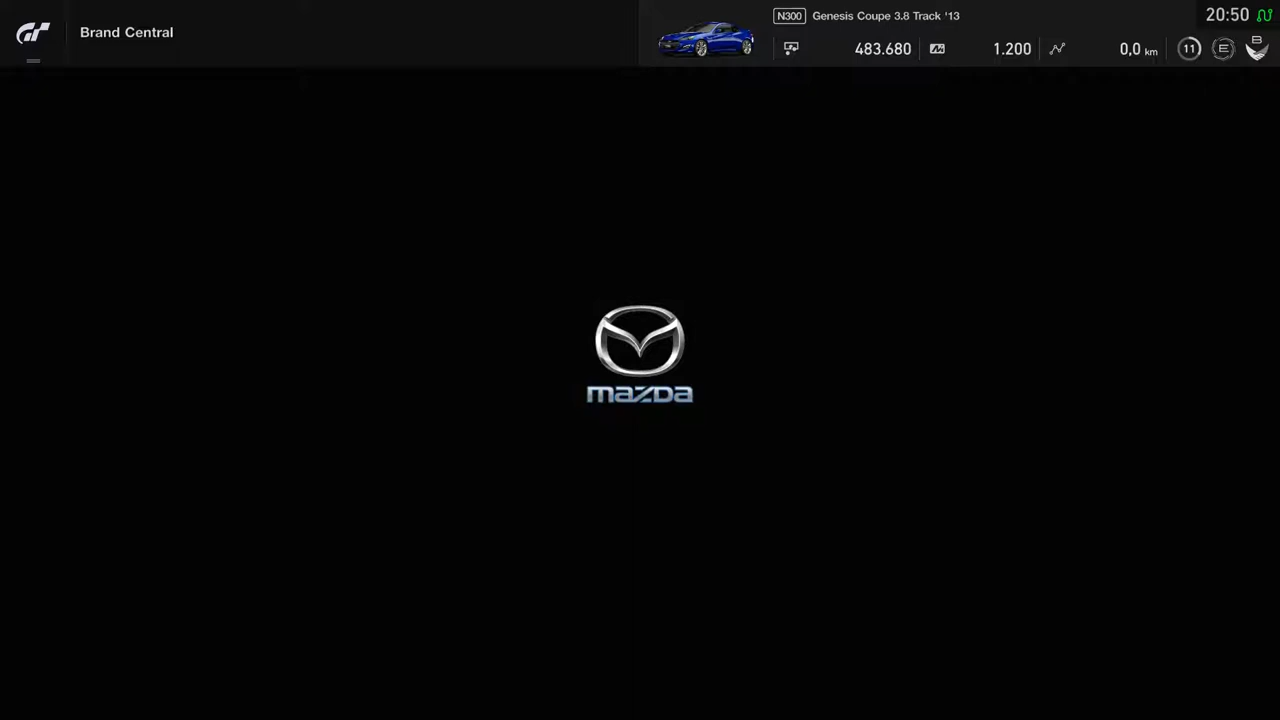 Brand Central
N300 Genesis Coupe 3.8 Track '13
483.680 1.200 0,0 km 11 E B
20:50
mazda